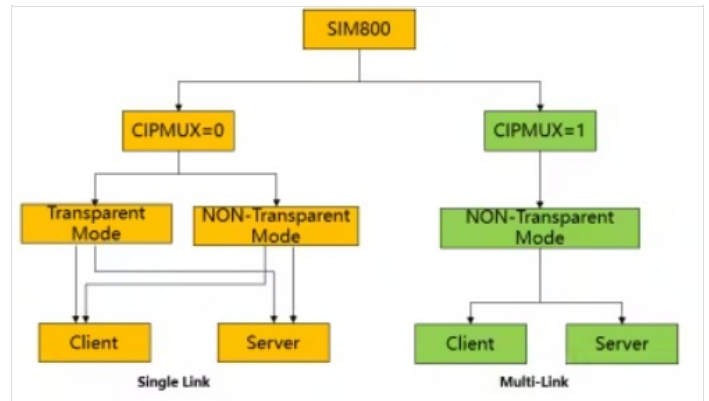 SIM800
CIPMUX=0
CIPMUX=1
Transparent
Mode
NON-Transparent
Mode
NON-Transparent
Mode
Client
Server
Client
Server
Single Link
Multi-Link